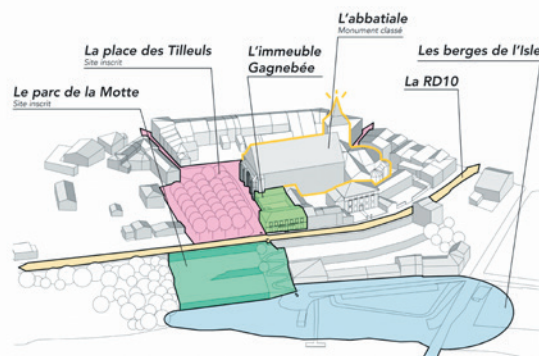 L'abbatiale
Monument classé
La place des Tilleuls
Site inscrit
L'immeuble
Gagnebée
Les berges de l'Isle
Le parc de la Motte
Site inscrit
La RD10